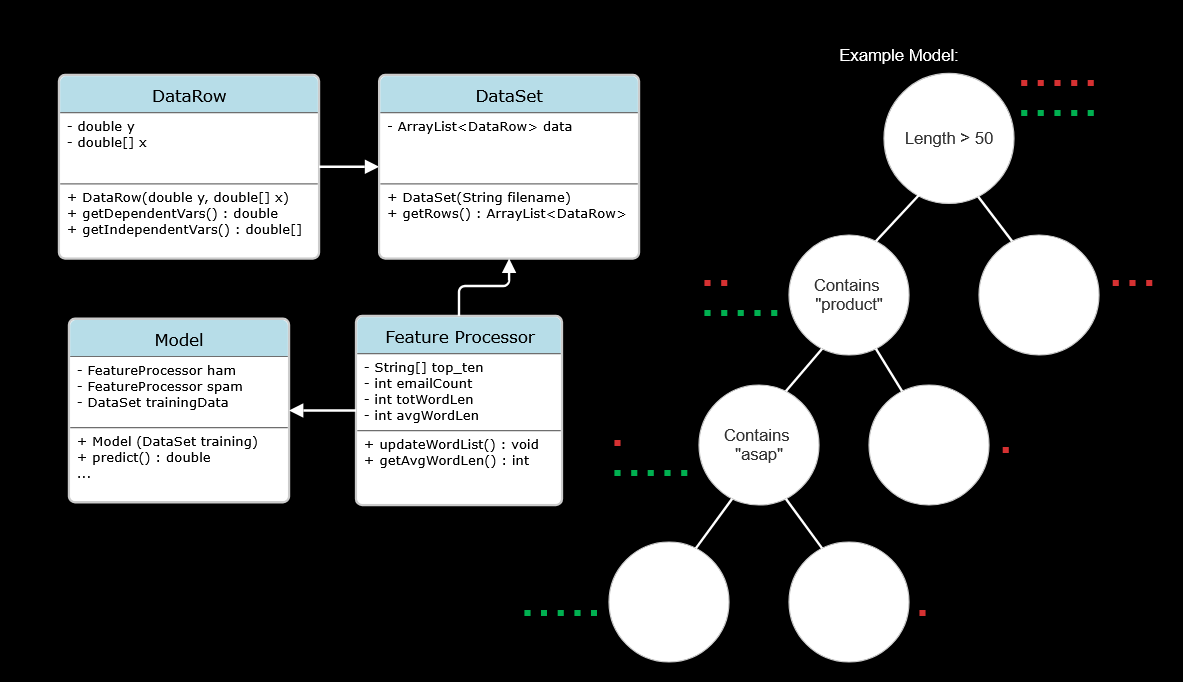 Example Model:
DataRow
- double y
- double[] x
+ DataRow(double y, double[] x)
+ getDependentVars() : double
+ getIndependentVars() : double[]
DataSet
- ArrayList<DataRow> data
+ DataSet(String filename)
+ getRows() : ArrayList<DataRow>
Model
- FeatureProcessor ham
- FeatureProcessor spam
- DataSet trainingData
+ Model (DataSet training)
+ predict() : double
...
Feature Processor
- String[] top_ten
- int emailCount
- int totWordLen
- int avgWordLen
+ updateWordList() : void
+ getAvgWordLen() : int
Length > 50
Contains
"product"
Contains
"asap"